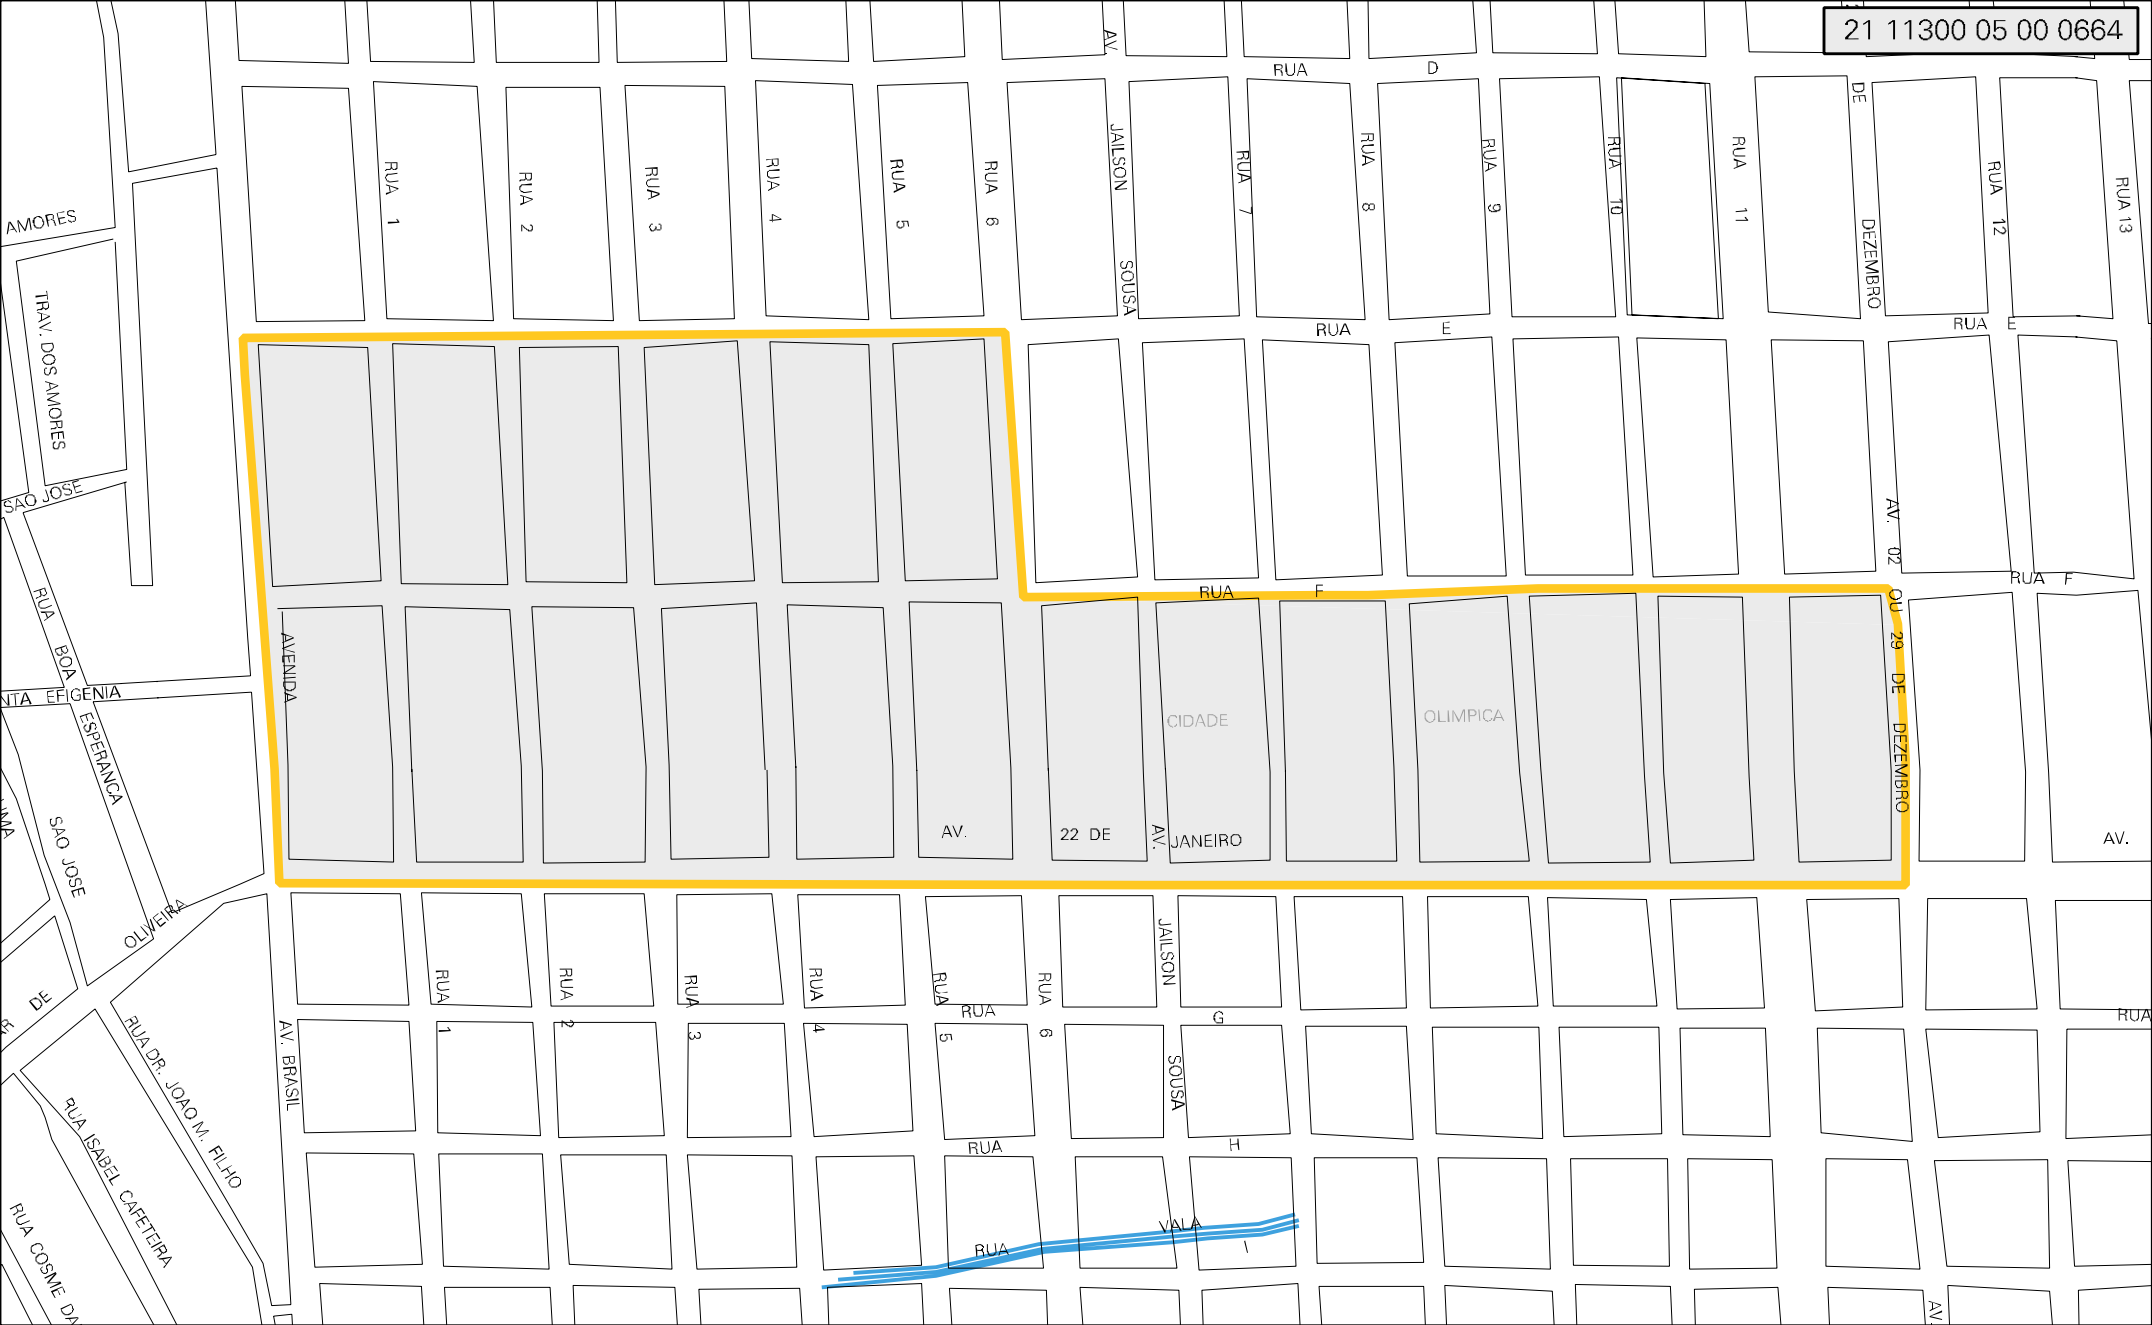 21 11300 05 00 0664
AV.
RUA D
DE
JAILSON
SOUSA
RUA 1
RUA 2
RUA 3
RUA 4
RUA 5
RUA 6
RUA 7
RUA 8
RUA 9
RUA 10
RUA 11
DEZEMBRO
RUA 12
RUA 13
AMORES
TRAV. DOS AMORES
RUA E
RUA E
SAO JOSE
AV. 02
RUA F
RUA F
OU 29 DE DEZEMBRO
RUA BOA ESPERANCA
AVENIDA
NTA EFIGENIA
CIDADE OLIMPICA
SAO JOSE
AV. 22 DE JANEIRO
AV.
AV.
OLIVEIRA
DE
JAILSON
SOUSA
RUA 1
RUA 2
RUA 3
RUA 4
RUA 5
RUA 6
RUA G
RUA
AV. BRASIL
RUA DR. JOAO M. FILHO
RUA ISABEL CAFETEIRA
RUA H
RUA COSME DA
VALA
RUA I
AV.